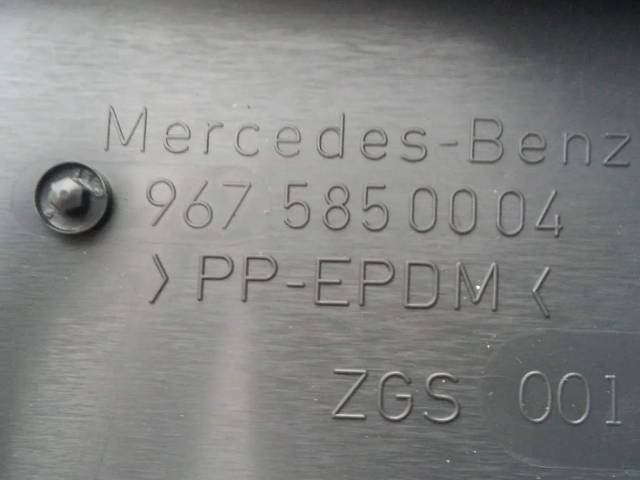 Mercedes-Benz
967 585 00 04
>PP-EPDM<
ZGS 001